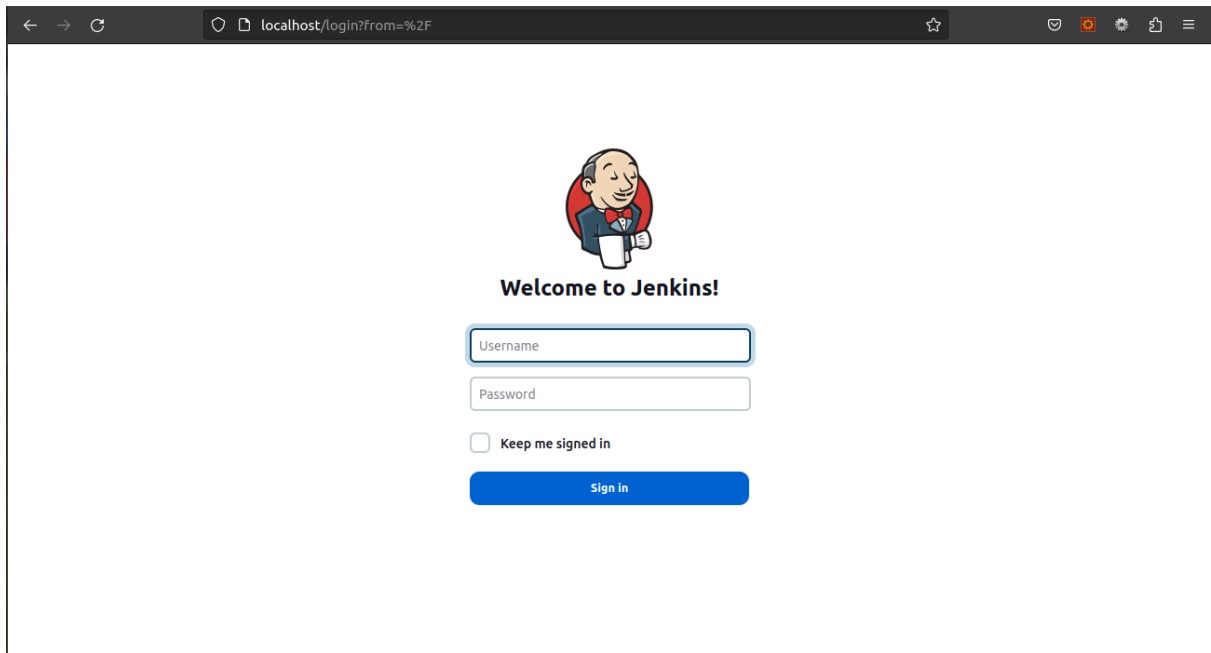 localhost/login?from=%2F
Welcome to Jenkins!
Username
Password
Keep me signed in
Sign in